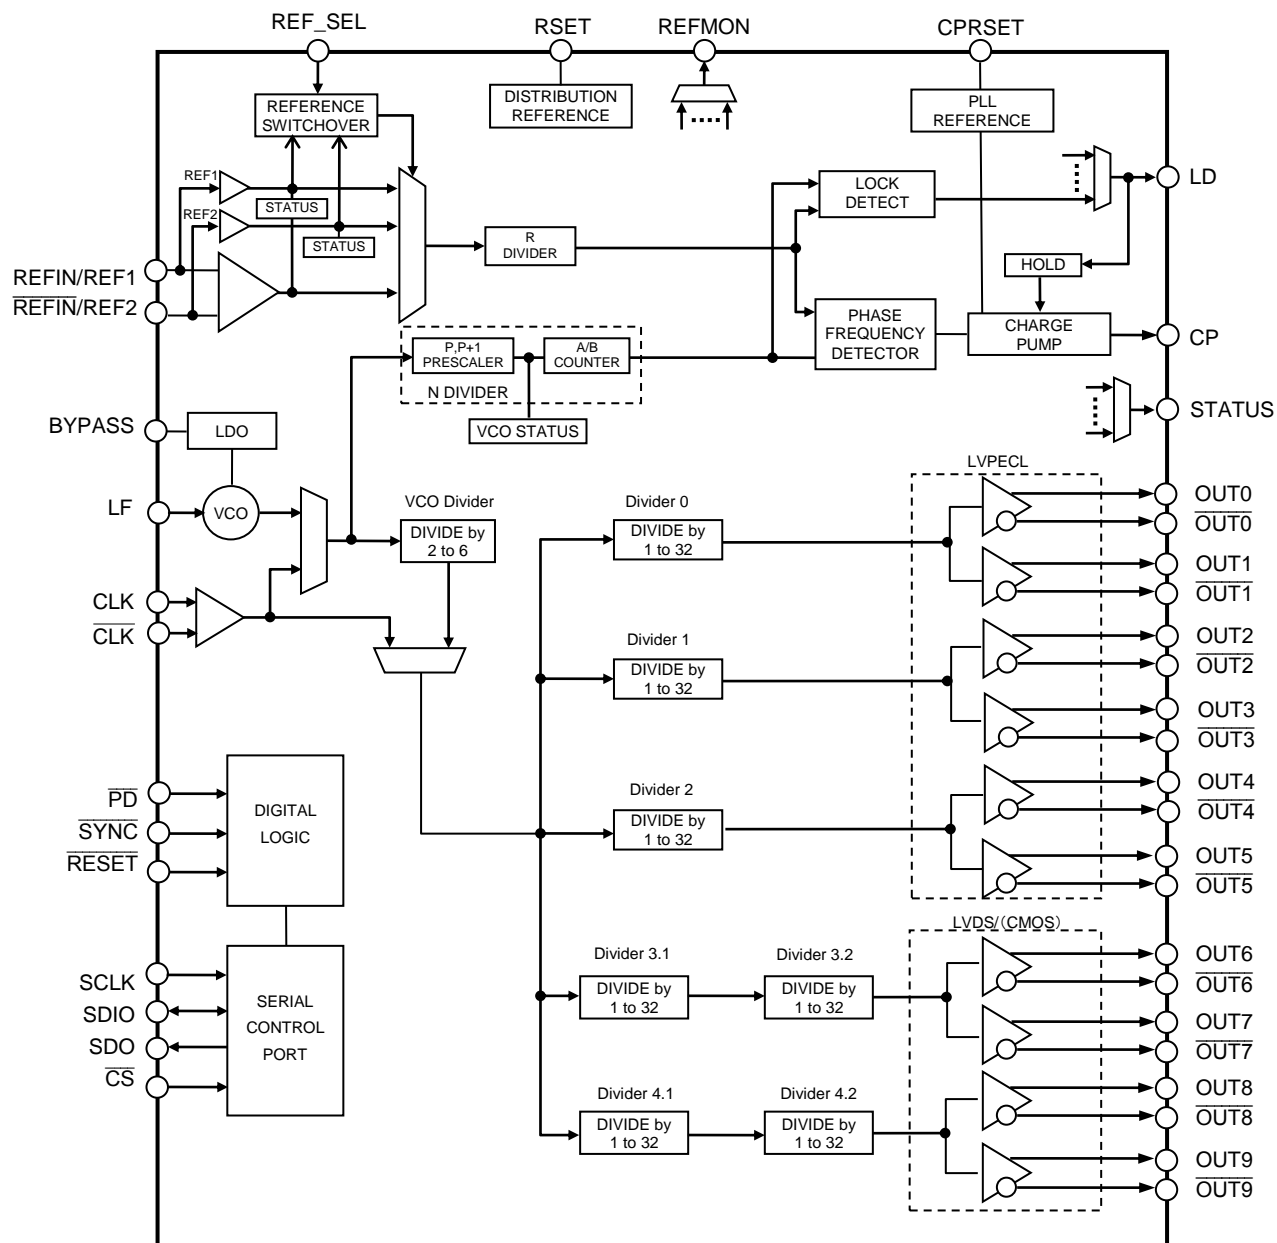 REF_SEL
RSET
REFMON
CPRSET
REFERENCE
SWITCHOVER
DISTRIBUTION
REFERENCE
PLL
REFERENCE
REF1
STATUS
REF2
STATUS
LOCK
DETECT
LD
R
DIVIDER
HOLD
REFIN/REF1
REFIN/REF2
PHASE
FREQUENCY
DETECTOR
CHARGE
PUMP
CP
P,P+1
PRESCALER
A/B
COUNTER
N DIVIDER
VCO STATUS
STATUS
BYPASS
LDO
LF
VCO
VCO Divider
DIVIDE by
2 to 6
CLK
CLK
LVPECL
Divider 0
DIVIDE by
1 to 32
OUT0
OUT0
OUT1
OUT1
Divider 1
DIVIDE by
1 to 32
OUT2
OUT2
OUT3
OUT3
Divider 2
DIVIDE by
1 to 32
OUT4
OUT4
OUT5
OUT5
PD
SYNC
RESET
DIGITAL
LOGIC
SCLK
SDIO
SDO
CS
SERIAL
CONTROL
PORT
LVDS/(CMOS)
Divider 3.1
DIVIDE by
1 to 32
Divider 3.2
DIVIDE by
1 to 32
OUT6
OUT6
OUT7
OUT7
Divider 4.1
DIVIDE by
1 to 32
Divider 4.2
DIVIDE by
1 to 32
OUT8
OUT8
OUT9
OUT9